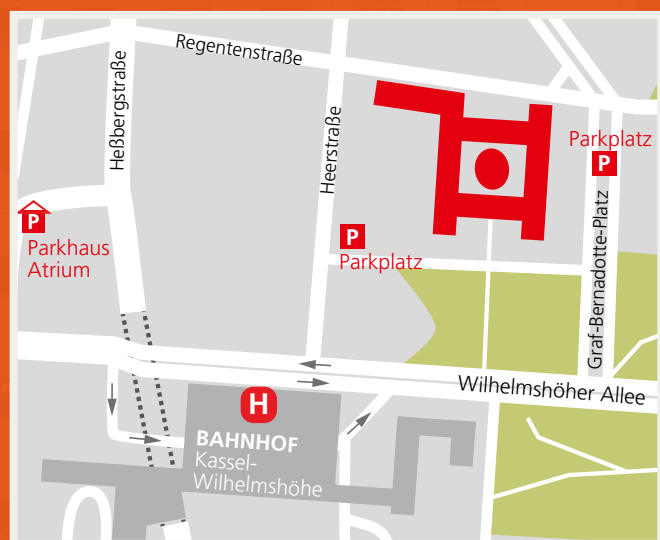 Regentenstraße
Heßbergstraße
Heerstraße
Parkplatz
P
Graf-Bernadotte-Platz
P
Parkhaus
Atrium
P
Parkplatz
Wilhelmshöher Allee
H
BAHNHOF
Kassel-
Wilhelmshöhe